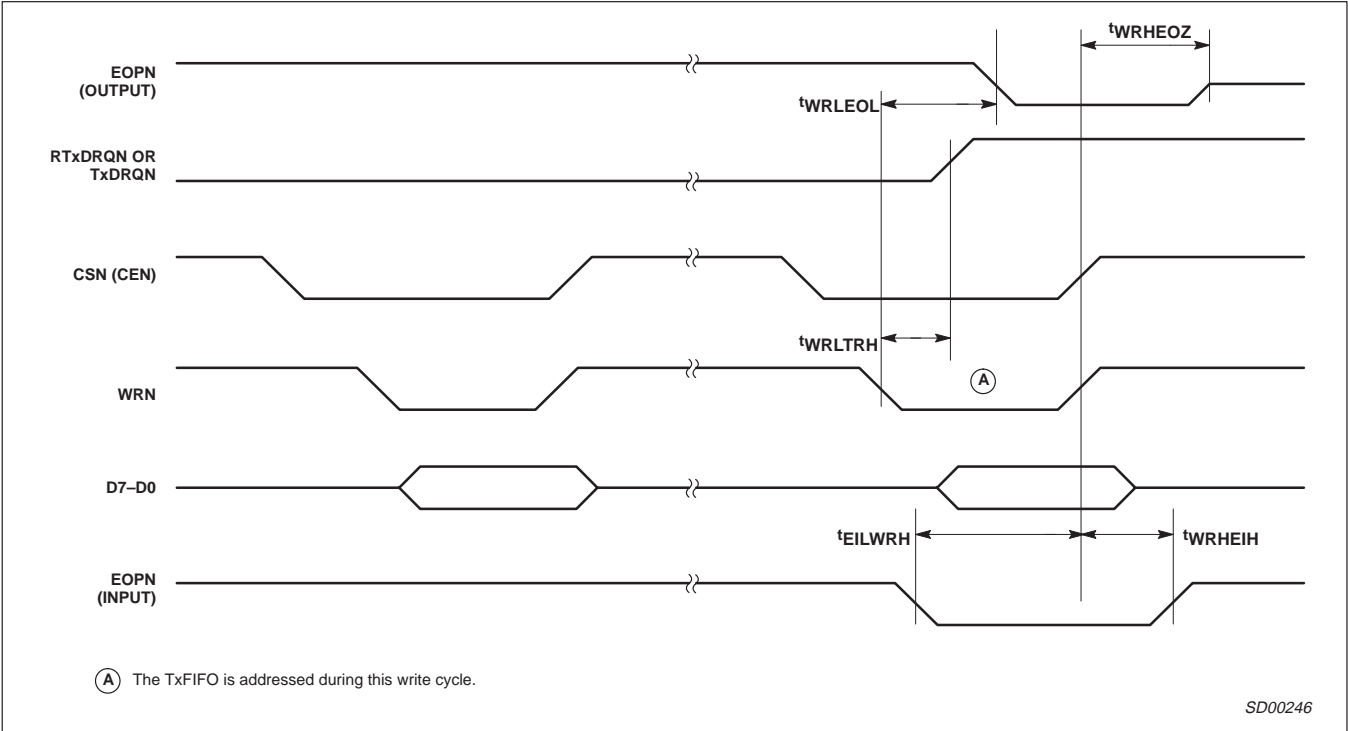 tWRHEOZ
EOPN
(OUTPUT)
tWRLEOL
RTxDRQN OR
TxDRQN
CSN (CEN)
tWRLTRH
WRN
A
D7–D0
tEILWRH
tWRHEIH
EOPN
(INPUT)
A The TxFIFO is addressed during this write cycle.
SD00246